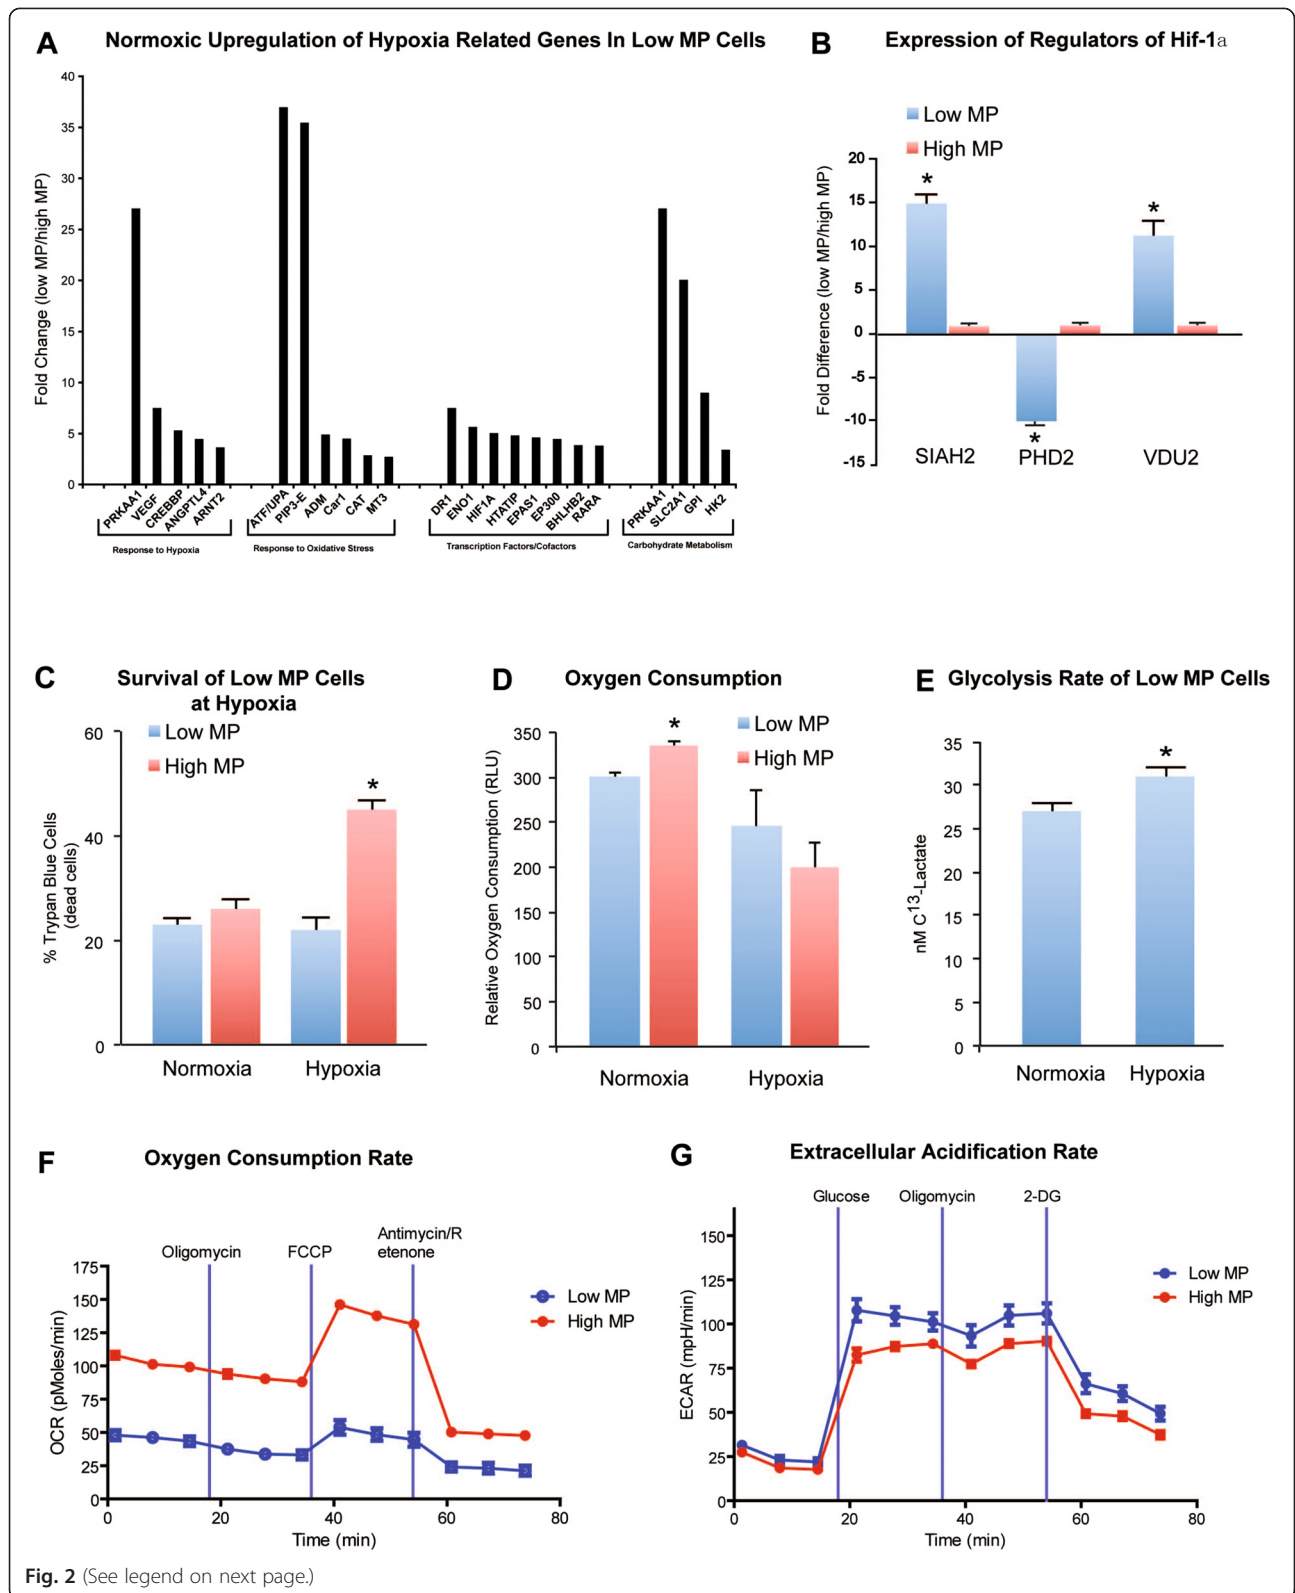 A
Normoxic Upregulation of Hypoxia Related Genes In Low MP Cells
Fold Change (low MP/high MP)
40
35
30
25
20
15
10
5
0
PRKAA1
VEGF
CREBBP
ANGPTL4
ARNT2
ATF/UPA
PIP3-E
ADM
Car1
CAT
MT3
DR1
ENO1
HIF1A
HTATIP
EPAS1
EP300
BHLHB2
RARA
PRKAA1
SLC2A1
GPI
HK2
Response to Hypoxia
Response to Oxidative Stress
Transcription Factors/Cofactors
Carbohydrate Metabolism
B
Expression of Regulators of Hif-1a
Low MP
High MP
Fold Difference (low MP/high MP)
20
15
10
5
0
-5
-10
-15
*
*
*
SIAH2
PHD2
VDU2
C
Survival of Low MP Cells
at Hypoxia
Low MP
High MP
% Trypan Blue Cells
(dead cells)
60
40
20
0
*
Normoxia
Hypoxia
D
Oxygen Consumption
Low MP
High MP
Relative Oxygen Consumption (RLU)
350
300
250
200
150
100
50
0
*
Normoxia
Hypoxia
E
Glycolysis Rate of Low MP Cells
nM C13-Lactate
35
30
25
20
15
10
5
0
*
Normoxia
Hypoxia
F
Oxygen Consumption Rate
Oligomycin
FCCP
Antimycin/R
etenone
OCR (pMoles/min)
175
150
125
100
75
50
25
0
0
20
40
60
80
Time (min)
Low MP
High MP
G
Extracellular Acidification Rate
Glucose
Oligomycin
2-DG
ECAR (mpH/min)
150
125
100
75
50
25
0
0
20
40
60
80
Time (min)
Low MP
High MP
Fig. 2 (See legend on next page.)